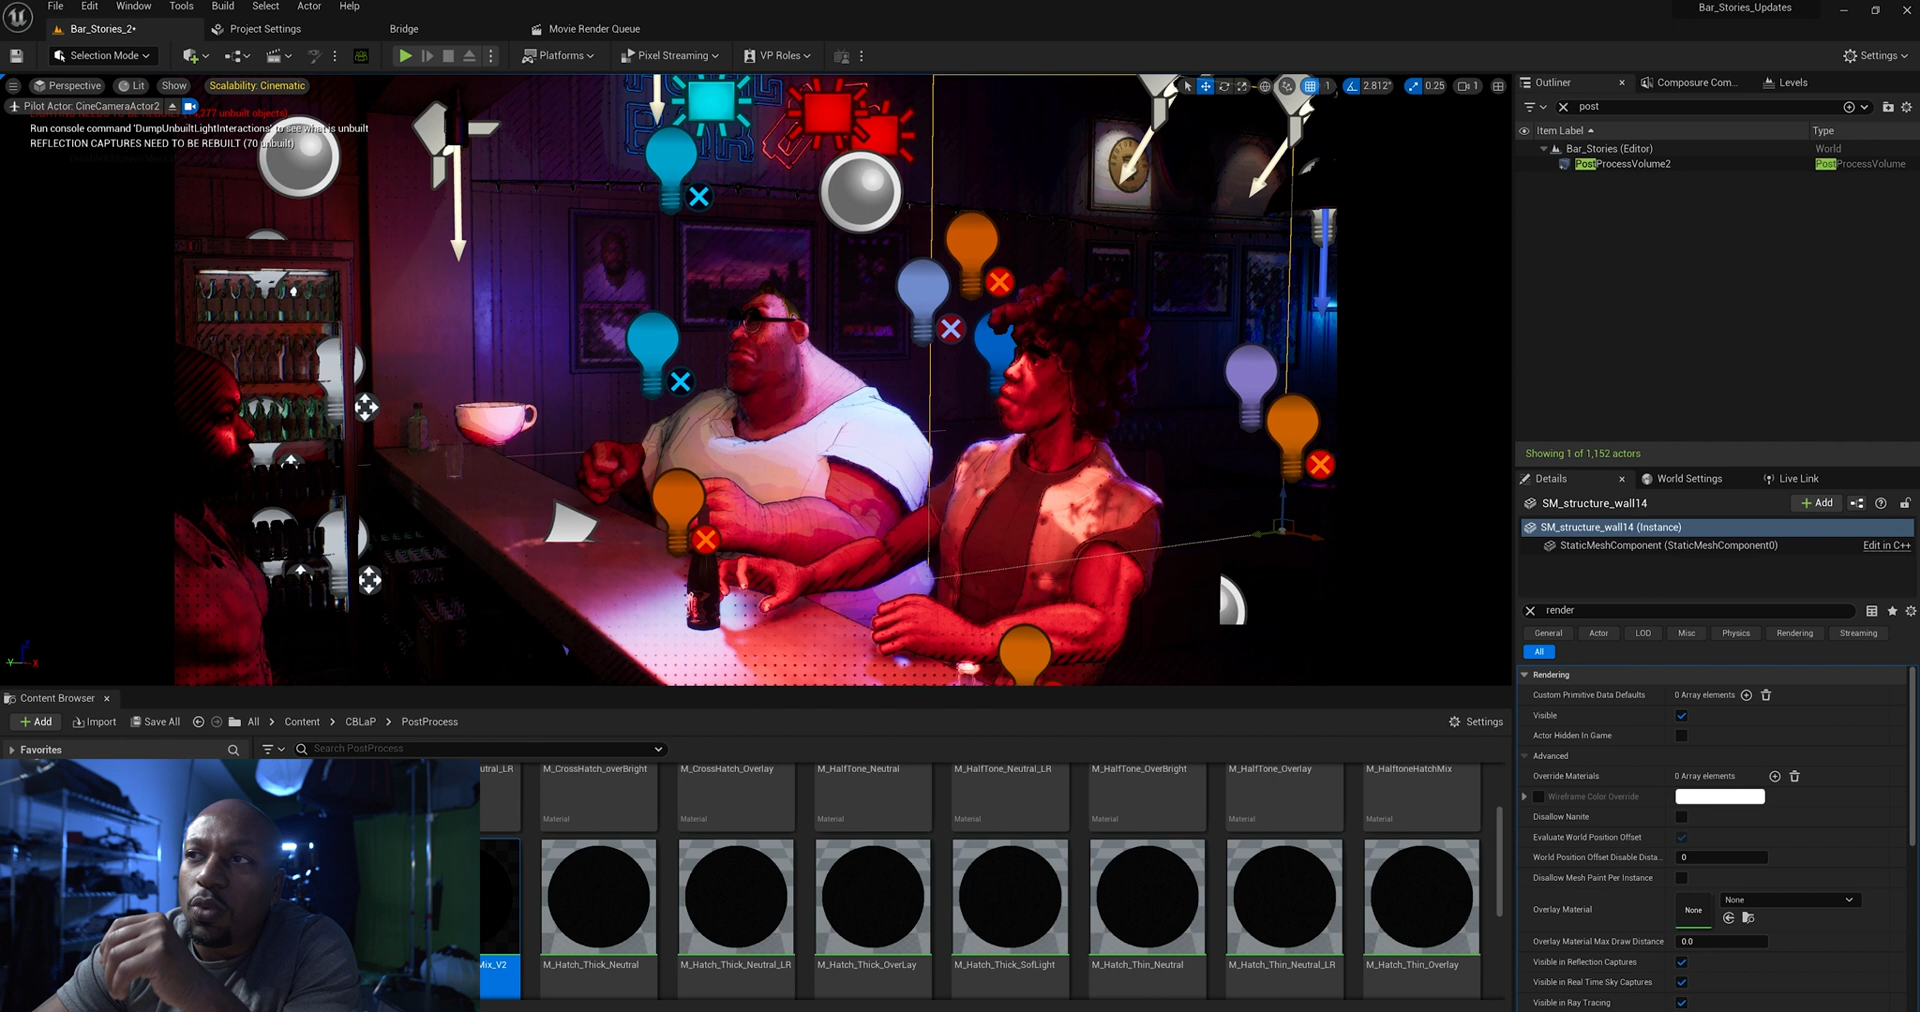 File Edit Window Tools Build Select Actor Help
Bar_Stories_Updates
Bar_Stories_2•
Project Settings
Bridge
Movie Render Queue
Selection Mode
Platforms
Pixel Streaming
VP Roles
Settings
Perspective
Lit
Show
Scalability: Cinematic
1
2.812°
0.25
1
Pilot Actor: CineCameraActor2
Run console command 'DumpUnbuiltLightInteractions' to see what is unbuilt
REFLECTION CAPTURES NEED TO BE REBUILT (70 unbuilt)
Outliner
Composure Com...
Levels
post
Item Label
Type
Bar_Stories (Editor)
World
PostProcessVolume2
PostProcessVolume
Showing 1 of 1,152 actors
Details
World Settings
Live Link
SM_structure_wall14
Add
SM_structure_wall14 (Instance)
StaticMeshComponent (StaticMeshComponent0)
Edit in C++
render
General
Actor
LOD
Misc
Physics
Rendering
Streaming
All
Rendering
Custom Primitive Data Defaults
0 Array elements
Visible
Actor Hidden In Game
Advanced
Override Materials
0 Array elements
Wireframe Color Override
Disallow Nanite
Evaluate World Position Offset
World Position Offset Disable Dista...
0
Disallow Mesh Paint Per Instance
Overlay Material
None
None
Overlay Material Max Draw Distance
0.0
Visible in Reflection Captures
Visible in Real Time Sky Captures
Visible in Ray Tracing
Content Browser
Add
Import
Save All
All
Content
CBLaP
PostProcess
Settings
Favorites
Search PostProcess
utral_LR
M_CrossHatch_overBright
M_CrossHatch_Overlay
M_HalfTone_Neutral
M_HalfTone_Neutral_LR
M_HalfTone_OverBright
M_HalfTone_Overlay
M_HalftoneHatchMix
Material
Material
Material
Material
Material
Material
Material
Mix_V2
M_Hatch_Thick_Neutral
M_Hatch_Thick_Neutral_LR
M_Hatch_Thick_OverLay
M_Hatch_Thick_SofLight
M_Hatch_Thin_Neutral
M_Hatch_Thin_Neutral_LR
M_Hatch_Thin_Overlay